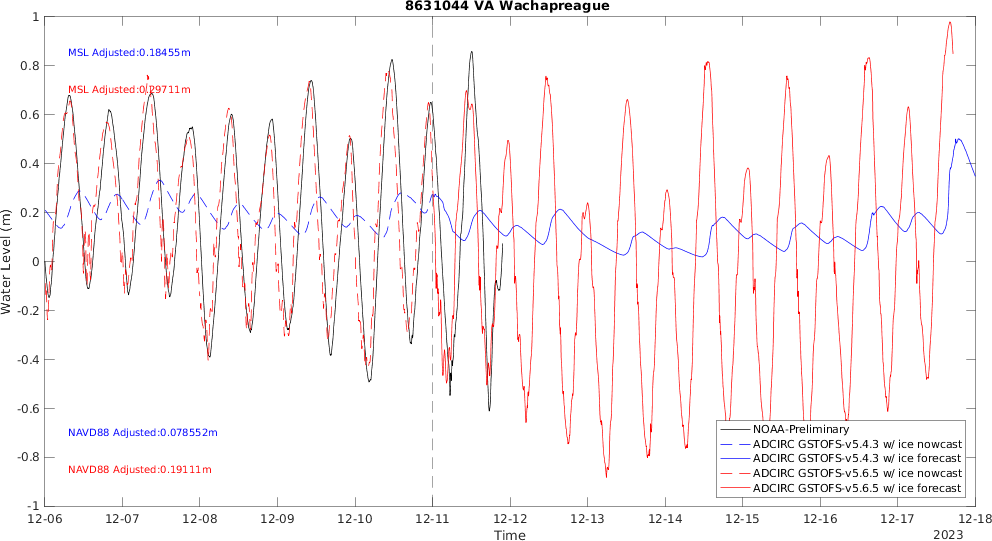 8631044 VA Wachapreague
MSL Adjusted:0.18455m
MSL Adjusted:0.29711m
NAVD88 Adjusted:0.078552m
NAVD88 Adjusted:0.19111m
Water Level (m)
1
0.8
0.6
0.4
0.2
0
-0.2
-0.4
-0.6
-0.8
-1
NOAA-Preliminary
ADCIRC GSTOFS-v5.4.3 w/ ice nowcast
ADCIRC GSTOFS-v5.4.3 w/ ice forecast
ADCIRC GSTOFS-v5.6.5 w/ ice nowcast
ADCIRC GSTOFS-v5.6.5 w/ ice forecast
12-06 12-07 12-08 12-09 12-10 12-11 12-12 12-13 12-14 12-15 12-16 12-17 12-18
Time
2023